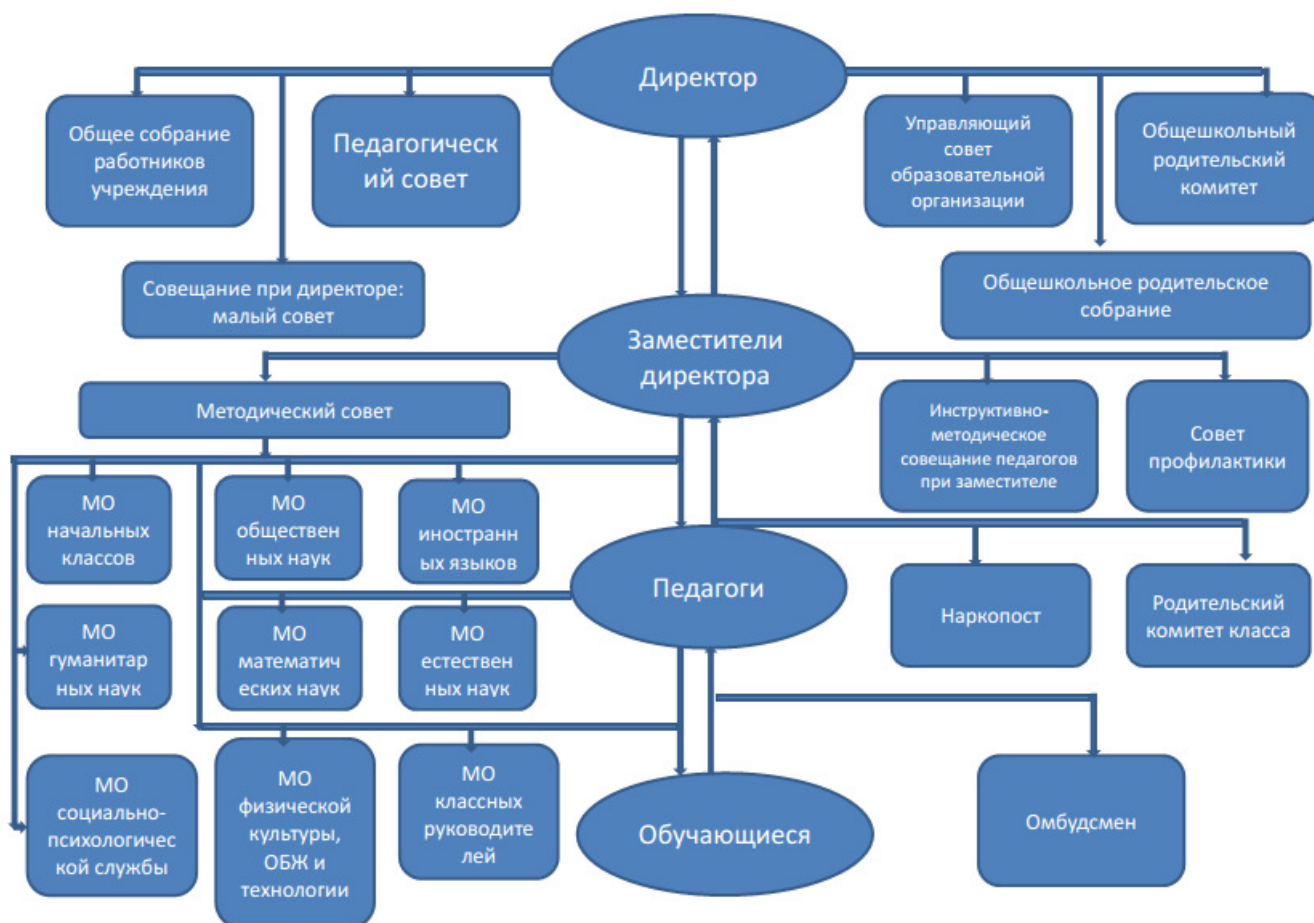 Директор
Общее собрание
работников
учреждения
Педагогическ
ий совет
Управляющий
совет
образовательной
организации
Общешкольный
родительский
комитет
Совещание при директоре:
малый совет
Общешкольное родительское
собрание
Заместители
директора
Методический совет
Инструктивно-
методическое
совещание педагогов
при заместителе
Совет
профилактики
МО
начальных
классов
МО
обществен
ных наук
МО
иностранн
ых языков
Педагоги
Наркопост
Родительский
комитет класса
МО
гуманитар
ных наук
МО
математич
еских наук
МО
естествен
ных наук
МО
социально-
психологичес
кой службы
МО
физической
культуры,
ОБЖ и
технологии
МО
классных
руководите
лей
Обучающиеся
Омбудсмен